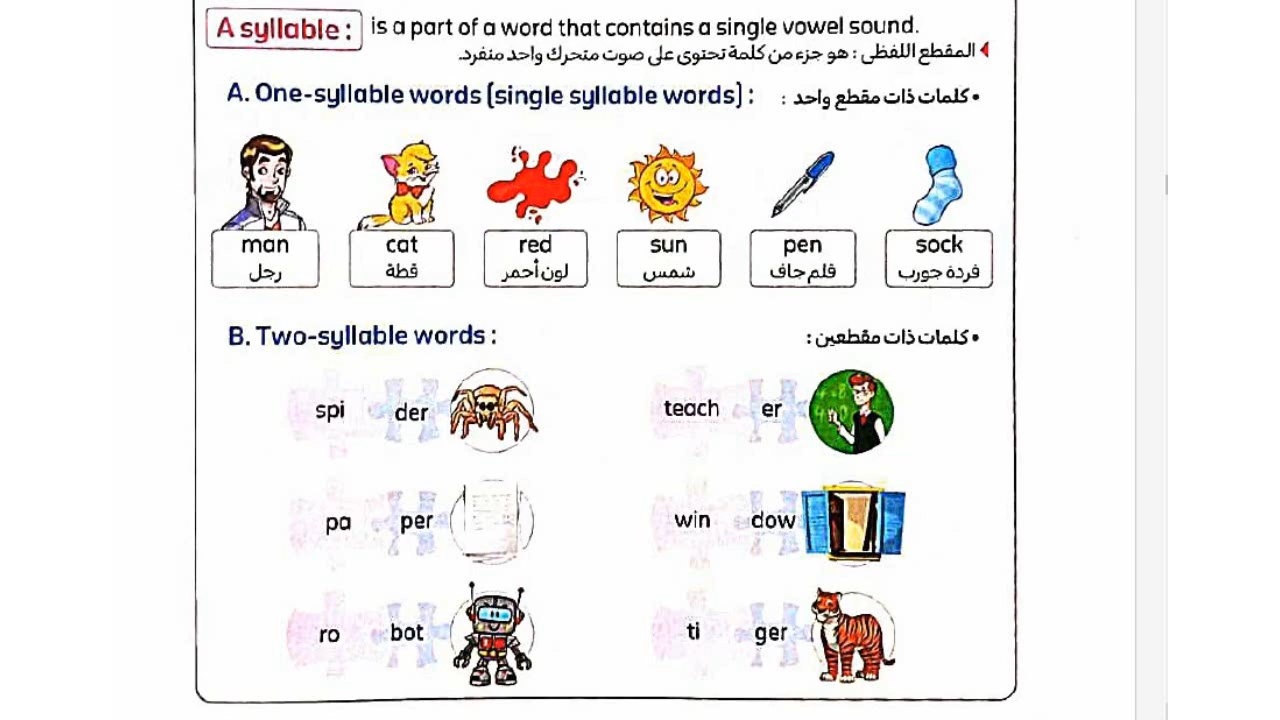 A syllable : is a part of a word that contains a single vowel sound.
المقطع اللفظى : هو جزء من كلمة تحتوى على صوت متحرك واحد منفرد.
A. One-syllable words (single syllable words) : • كلمات ذات مقطع واحد :
man cat red sun pen sock
رجل قطة لون أحمر شمس قلم جاف فردة جورب
B. Two-syllable words : • كلمات ذات مقطعين :
spi der teach er
pa per win dow
ro bot ti ger